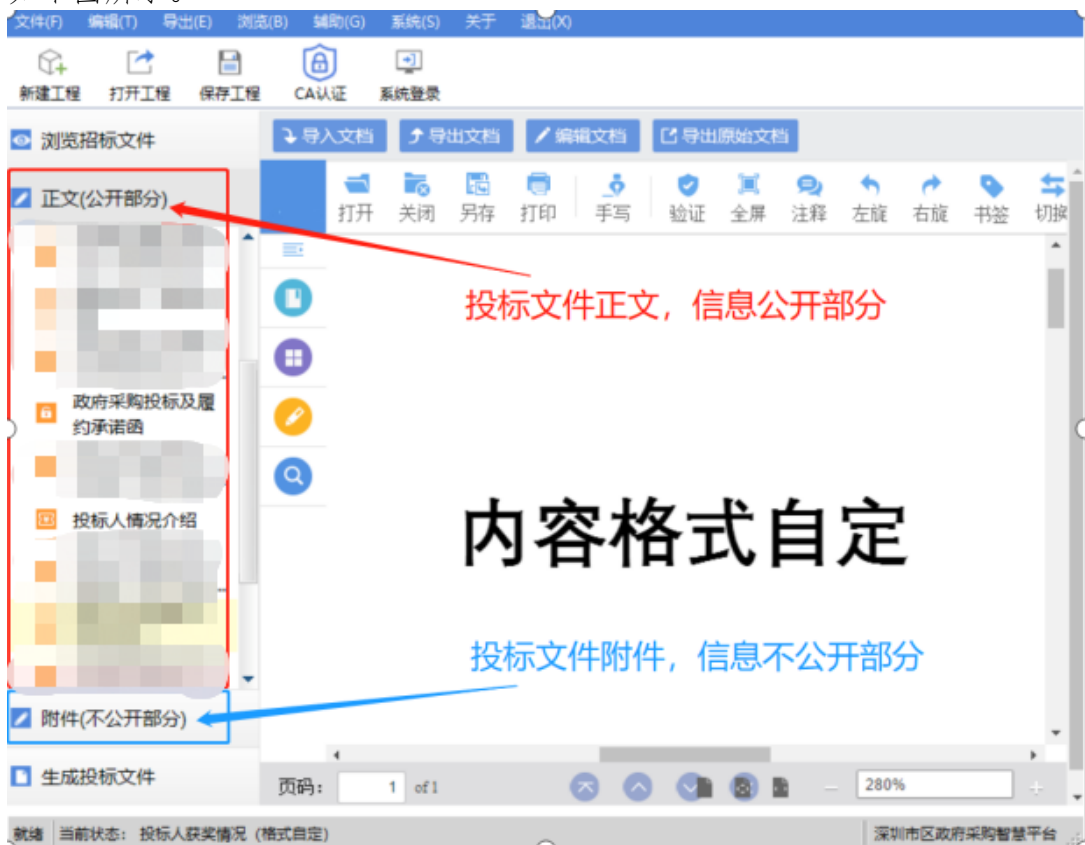 文件(F) 编辑(T) 导出(E) 浏览(B) 辅助(G) 系统(S) 关于 退出(X)
新建工程 打开工程 保存工程 CA认证 系统登录
浏览招标文件
导入文档 导出文档 编辑文档 导出原始文档
正文(公开部分)
打开 关闭 另存 打印 手写 验证 全屏 注释 左旋 右旋 书签 切换
投标文件正文，信息公开部分
政府采购投标及履
约承诺函
投标人情况介绍
内容格式自定
投标文件附件，信息不公开部分
附件(不公开部分)
生成投标文件
页码: 1 of1 280%
就绪 当前状态: 投标人获奖情况 (格式自定) 深圳市区政府采购智慧平台